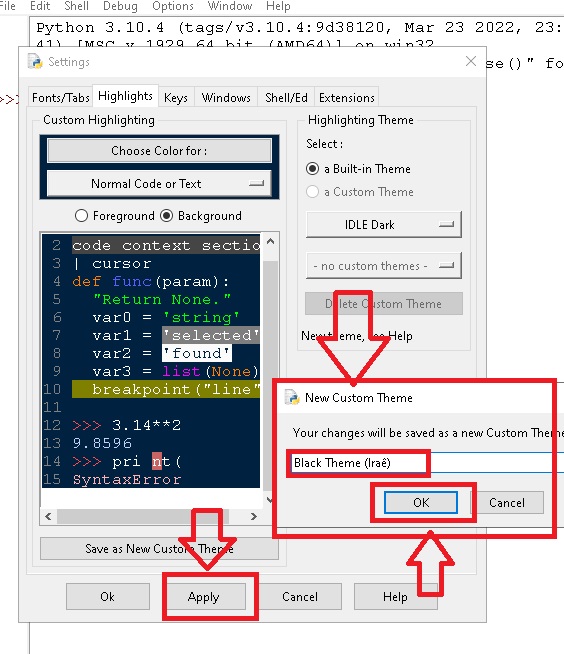 File Edit Shell Debug Options Window Help
Python 3.10.4 (tags/v3.10.4:9d38120, Mar 23 2022, 23:
41) [MSC v.1929 64 bit (AMD64)] on win32
Settings
se()" fo
>>>
Fonts/Tabs Highlights Keys Windows Shell/Ed Extensions
Custom Highlighting
Choose Color for :
Normal Code or Text
Foreground Background
2 code context sectio
3 | cursor
4 def func(param):
5 "Return None."
6 var0 = 'string'
7 var1 = 'selected'
8 var2 = 'found'
9 var3 = list(None)
10 breakpoint("line"
11
12 >>> 3.14**2
13 9.8596
14 >>> pri nt(
15 SyntaxError
Save as New Custom Theme
Highlighting Theme
Select :
a Built-in Theme
a Custom Theme
IDLE Dark
- no custom themes -
Delete Custom Theme
New theme, see Help
New Custom Theme
Your changes will be saved as a new Custom Theme
Black Theme (Iraê)
OK Cancel
Ok Apply Cancel Help